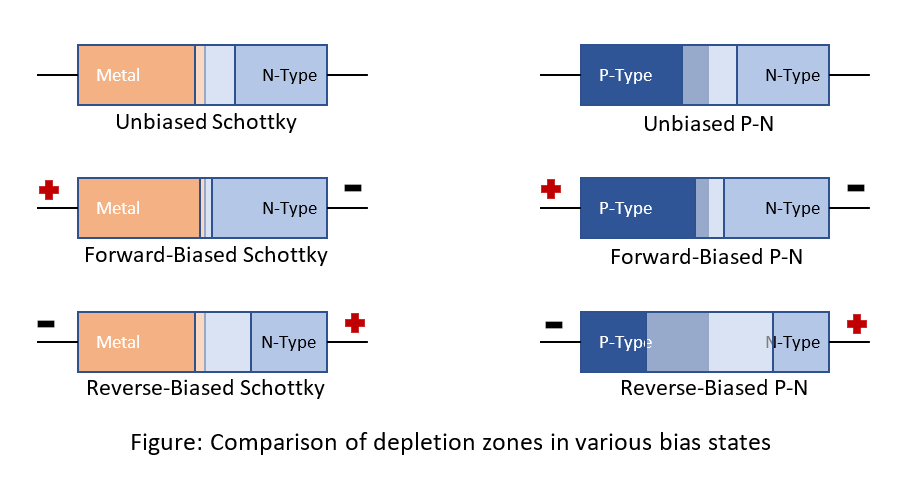 Metal N-Type
Unbiased Schottky
P-Type N-Type
Unbiased P-N
+ Metal N-Type -
Forward-Biased Schottky
+ P-Type N-Type -
Forward-Biased P-N
- Metal N-Type +
Reverse-Biased Schottky
- P-Type N-Type +
Reverse-Biased P-N
Figure: Comparison of depletion zones in various bias states